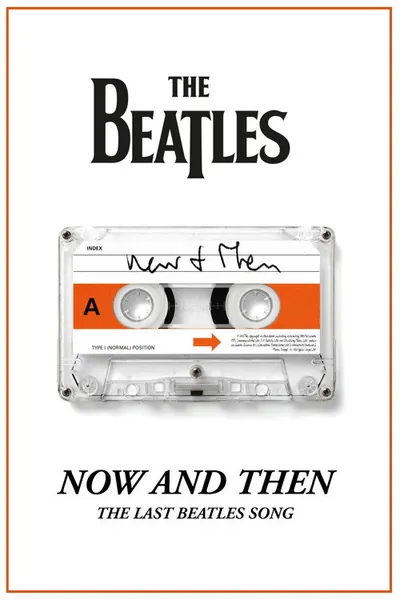 THE
BEATLES
INDEX
Now & Then
A
TYPE I (NORMAL) POSITION
NOW AND THEN
THE LAST BEATLES SONG